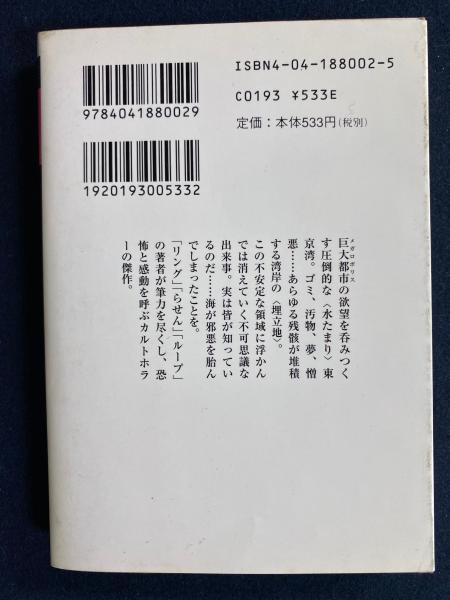 ISBN4-04-188002-5
C0193 ¥533E
定価：本体533円(税別)
9784041880029
1920193005332
メガロポリス
巨大都市の欲望を呑みつく
す圧倒的な〈水たまり〉東
京湾。ゴミ、汚物、夢、憎
悪……あらゆる残骸が堆積
する湾岸の〈埋立地〉。
この不安定な領域に浮かん
では消えていく不可思議な
出来事。実は皆が知ってい
るのだ……海が邪悪を胎ん
でしまったことを。
「リング」「らせん」「ループ」
の著者が筆力を尽くし、恐
怖と感動を呼ぶカルトホラ
ーの傑作。